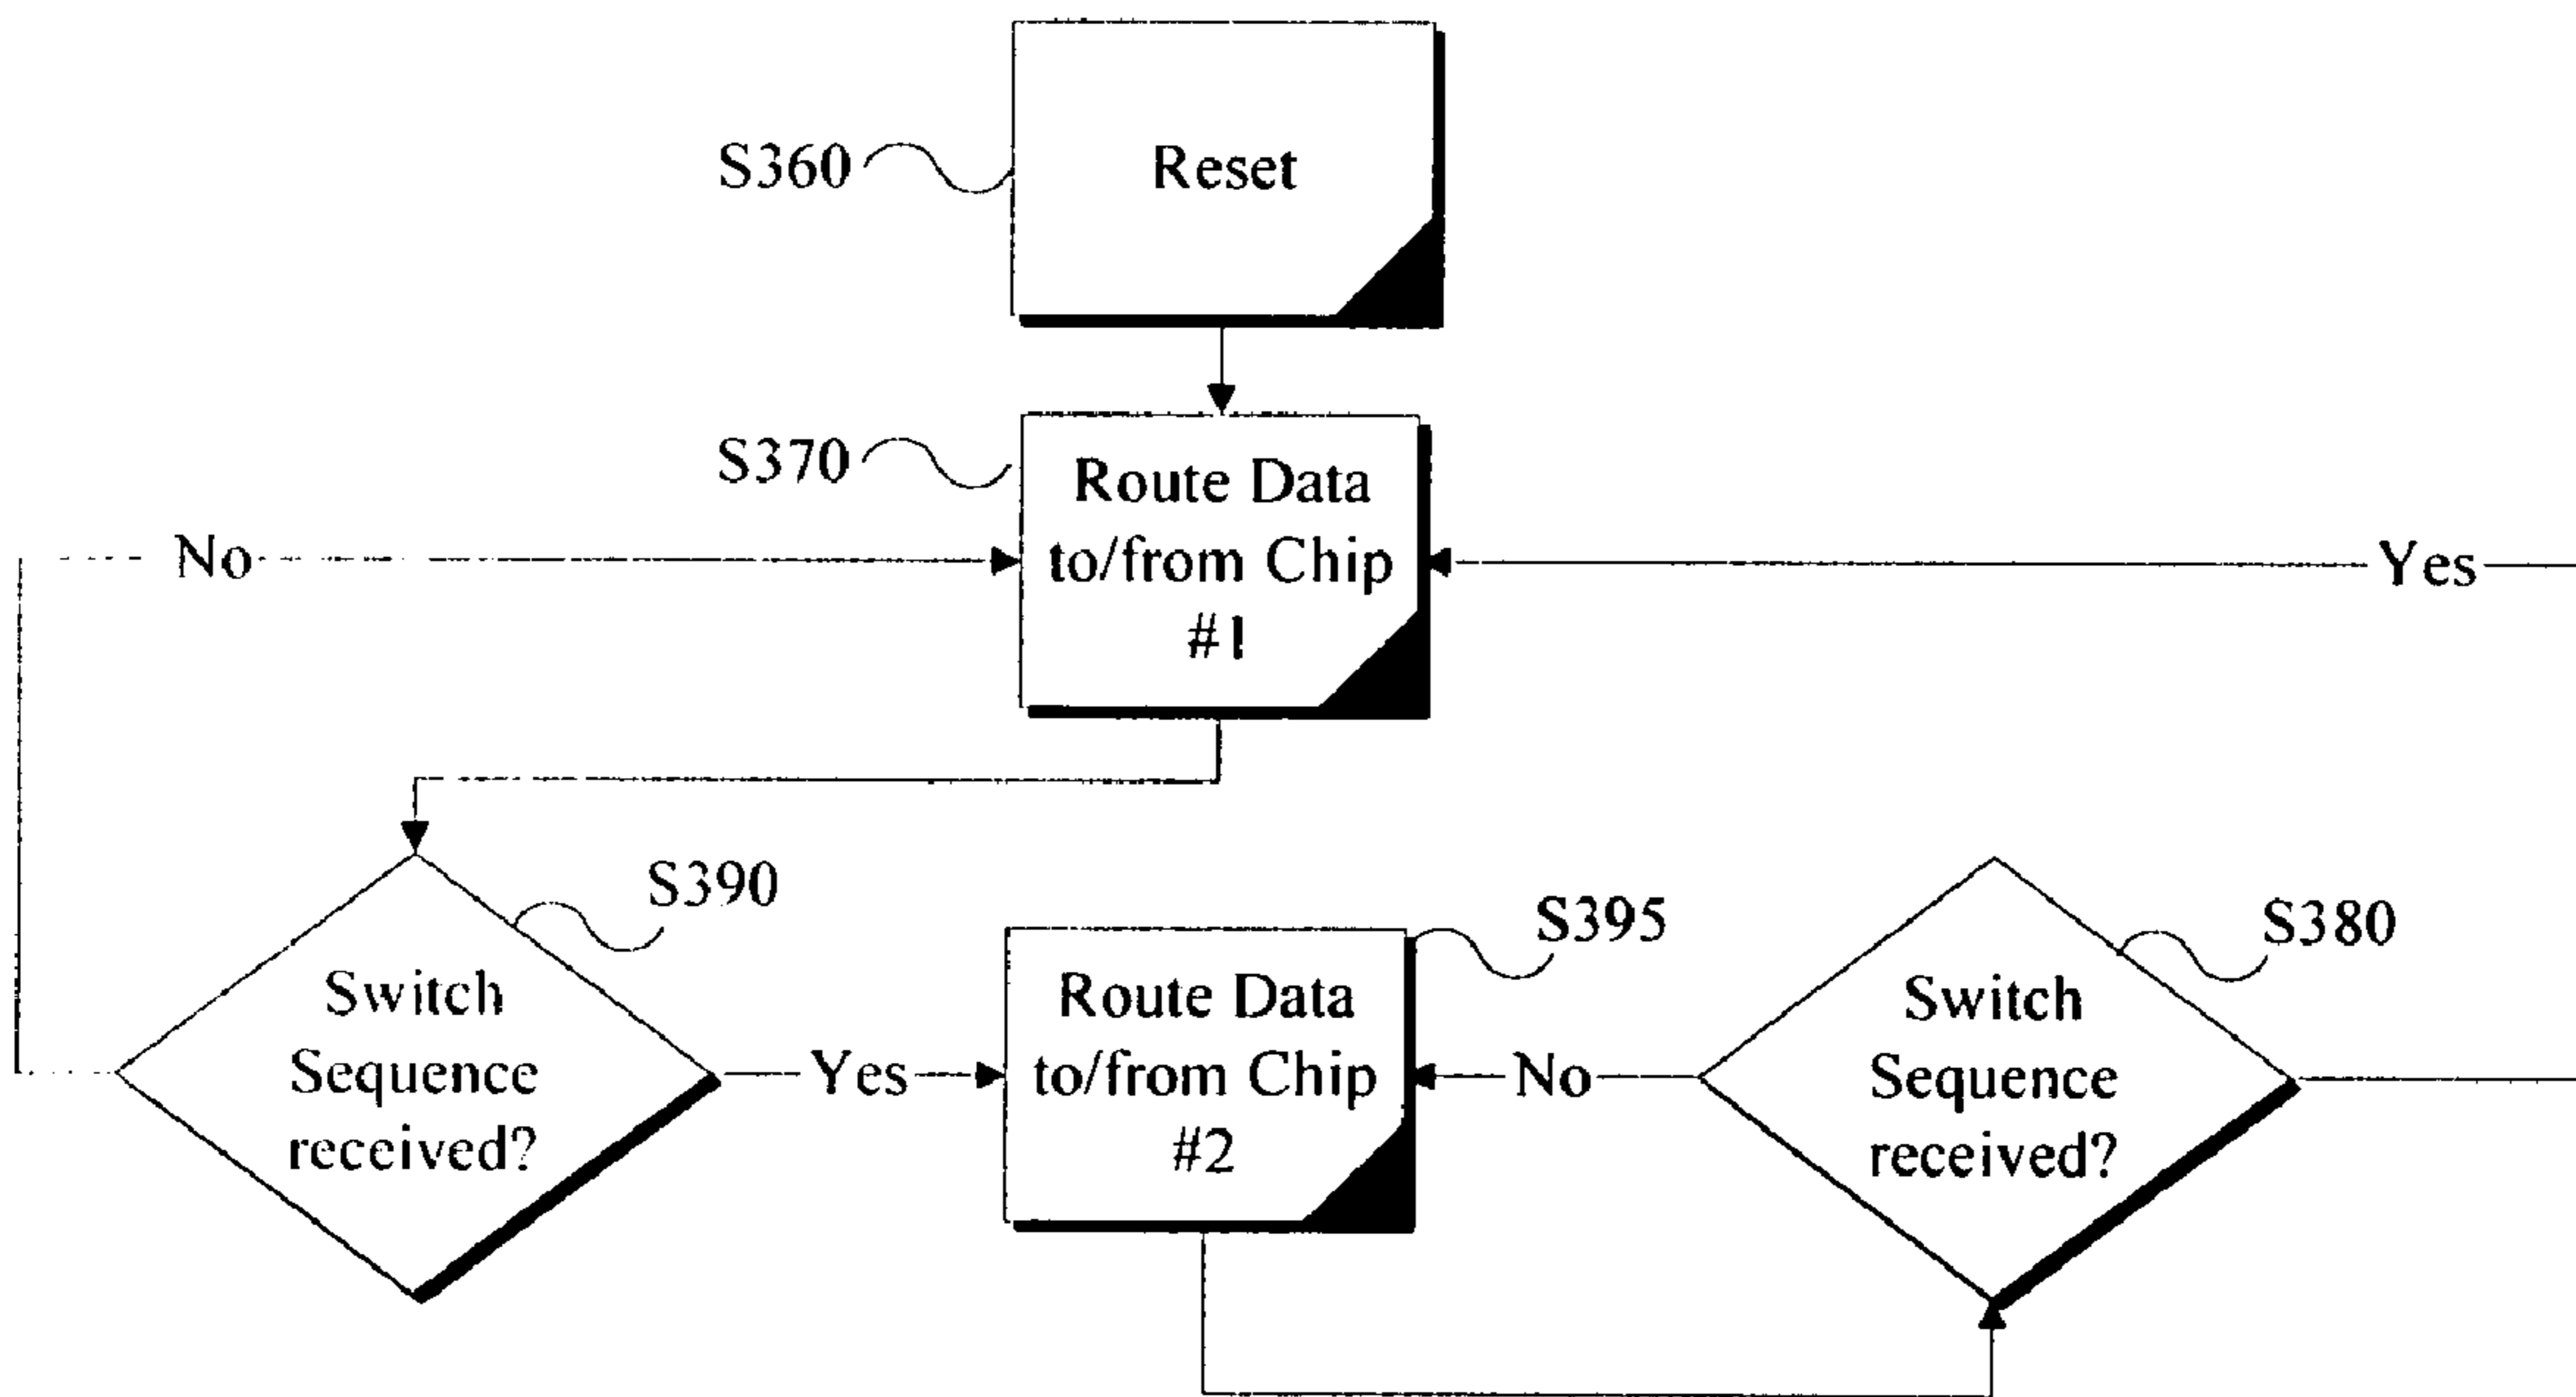 S360
Reset
S370
Route Data
to/from Chip
#1
No
Yes
S390
Switch
Sequence
received?
Yes
S395
Route Data
to/from Chip
#2
No
S380
Switch
Sequence
received?